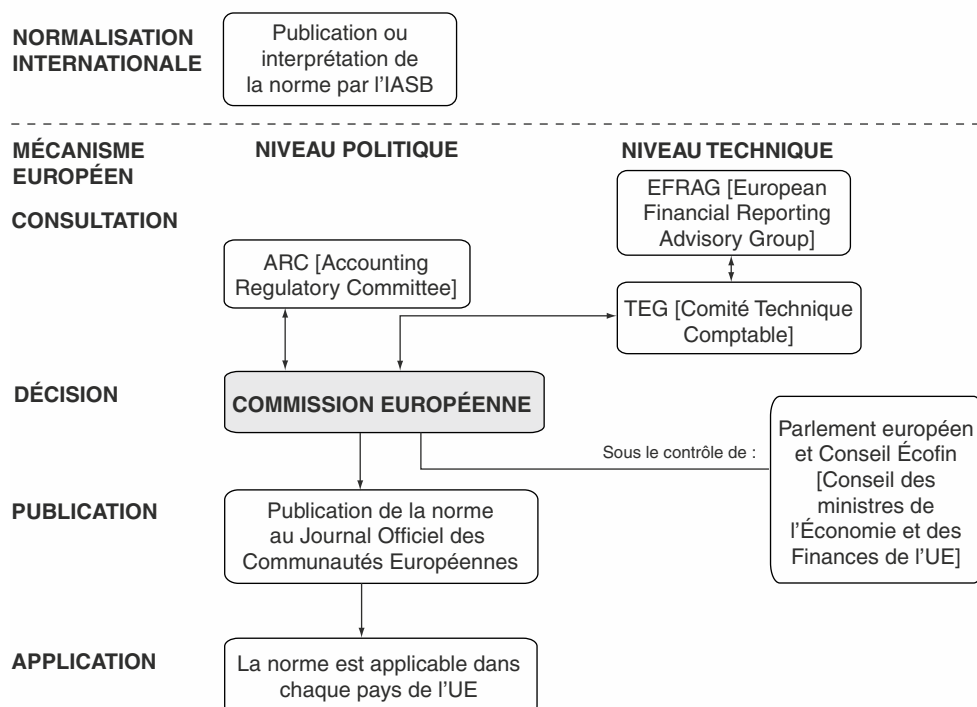 NORMALISATION
INTERNATIONALE
Publication ou
interprétation de
la norme par l'IASB
MÉCANISME
EUROPÉEN
NIVEAU POLITIQUE
NIVEAU TECHNIQUE
CONSULTATION
EFRAG [European
Financial Reporting
Advisory Group]
ARC [Accounting
Regulatory Committee]
TEG [Comité Technique
Comptable]
DÉCISION
COMMISSION EUROPÉENNE
Sous le contrôle de :
Parlement européen
et Conseil Écofin
[Conseil des
ministres de
l'Économie et des
Finances de l'UE]
PUBLICATION
Publication de la norme
au Journal Officiel des
Communautés Européennes
APPLICATION
La norme est applicable dans
chaque pays de l'UE